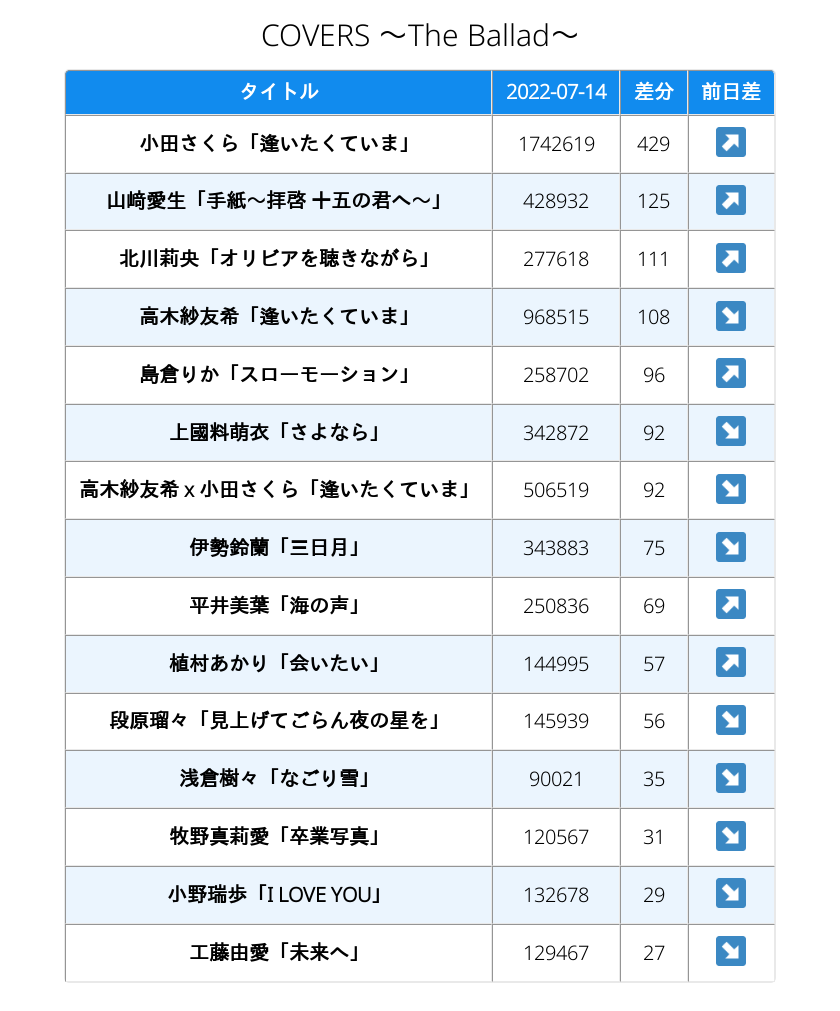 COVERS ～The Ballad～
タイトル 2022-07-14 差分 前日差
小田さくら「逢いたくていま」 1742619 429
山﨑愛生「手紙～拝啓 十五の君へ～」 428932 125
北川莉央「オリビアを聴きながら」 277618 111
高木紗友希「逢いたくていま」 968515 108
島倉りか「スローモーション」 258702 96
上國料萌衣「さよなら」 342872 92
高木紗友希 x 小田さくら「逢いたくていま」 506519 92
伊勢鈴蘭「三日月」 343883 75
平井美葉「海の声」 250836 69
植村あかり「会いたい」 144995 57
段原瑠々「見上げてごらん夜の星を」 145939 56
浅倉樹々「なごり雪」 90021 35
牧野真莉愛「卒業写真」 120567 31
小野瑞歩「I LOVE YOU」 132678 29
工藤由愛「未来へ」 129467 27